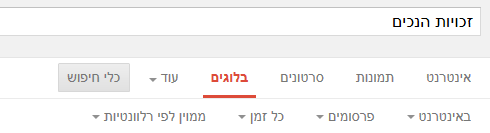 זכויות הנכים
אינטרנט תמונות סרטונים בלוגים עוד כלי חיפוש
באינטרנט פרסומים כל זמן ממוין לפי רלוונטיות